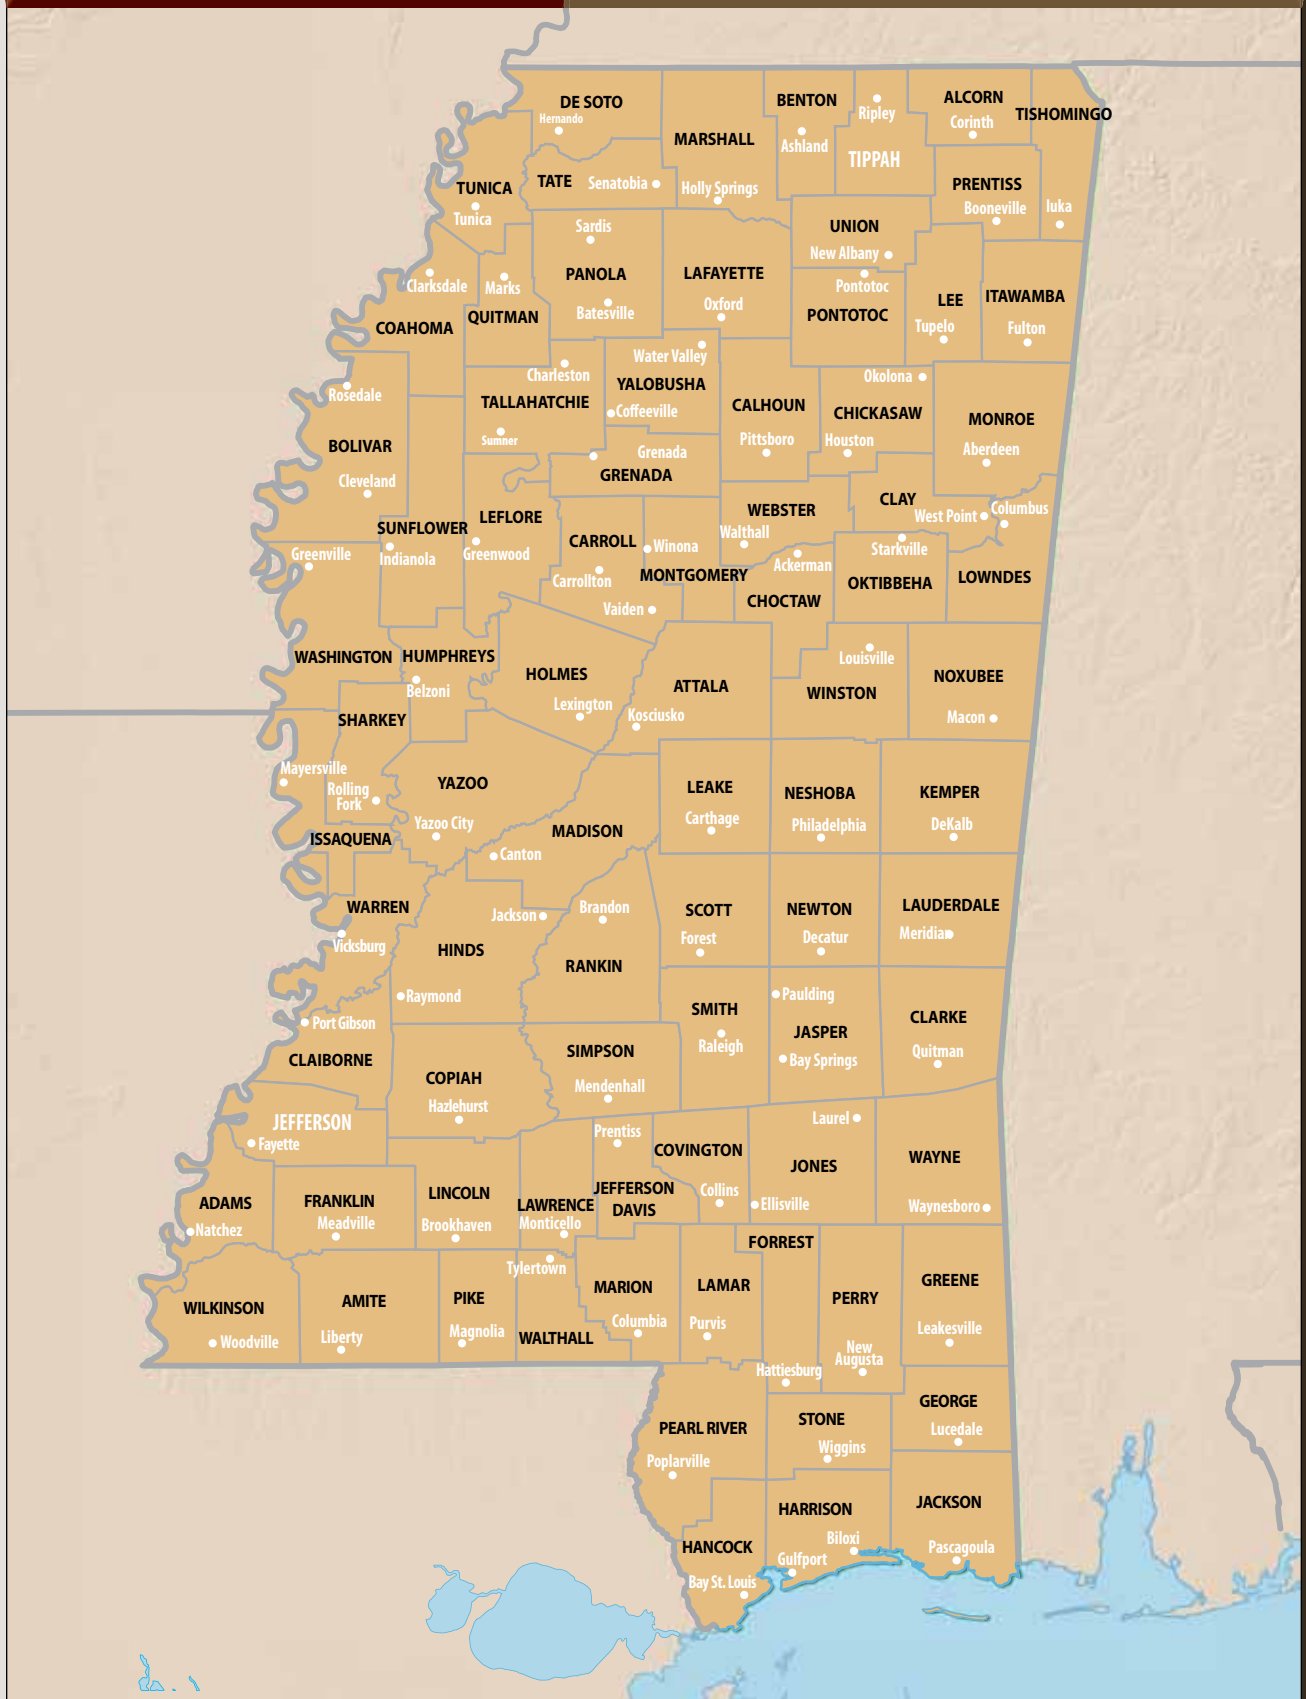 DE SOTO
Hernando
MARSHALL
Holly Springs
BENTON
Ashland
Ripley
TIPPAH
ALCORN
Corinth
TISHOMINGO
Iuka
TUNICA
Tunica
TATE
Senatobia
PRENTISS
Booneville
UNION
New Albany
Sardis
PANOLA
Batesville
LAFAYETTE
Oxford
Pontotoc
PONTOTOC
LEE
Tupelo
ITAWAMBA
Fulton
Clarksdale
COAHOMA
Marks
QUITMAN
Rosedale
BOLIVAR
Cleveland
Charleston
TALLAHATCHIE
Sumner
Water Valley
YALOBUSHA
Coffeeville
CALHOUN
Pittsboro
Okolona
CHICKASAW
Houston
MONROE
Aberdeen
Grenada
GRENADA
SUNFLOWER
Indianola
LEFLORE
Greenwood
CARROLL
Carrollton
Vaiden
Winona
MONTGOMERY
WEBSTER
Walthall
CLAY
West Point
Columbus
LOWNDES
Starkville
OKTIBBEHA
Ackerman
CHOCTAW
Greenville
WASHINGTON
HUMPHREYS
Belzoni
HOLMES
Lexington
ATTALA
Kosciusko
Louisville
WINSTON
NOXUBEE
Macon
SHARKEY
Rolling
Fork
Mayersville
ISSAQUENA
YAZOO
Yazoo City
MADISON
Canton
LEAKE
Carthage
NESHOBA
Philadelphia
KEMPER
DeKalb
WARREN
Vicksburg
HINDS
Jackson
Raymond
Brandon
RANKIN
SCOTT
Forest
NEWTON
Decatur
LAUDERDALE
Meridian
Port Gibson
CLAIBORNE
COPIAH
Hazlehurst
SIMPSON
Mendenhall
SMITH
Raleigh
Paulding
JASPER
Bay Springs
CLARKE
Quitman
JEFFERSON
Fayette
ADAMS
Natchez
FRANKLIN
Meadville
LINCOLN
Brookhaven
LAWRENCE
Monticello
Prentiss
JEFFERSON
DAVIS
COVINGTON
Collins
Laurel
JONES
Ellisville
WAYNE
Waynesboro
WILKINSON
Woodville
AMITE
Liberty
PIKE
Magnolia
Tylertown
WALTHALL
MARION
Columbia
LAMAR
Purvis
FORREST
Hattiesburg
PERRY
New
Augusta
GREENE
Leakesville
PEARL RIVER
Poplarville
STONE
Wiggins
GEORGE
Lucedale
HANCOCK
Bay St. Louis
HARRISON
Biloxi
Gulfport
JACKSON
Pascagoula